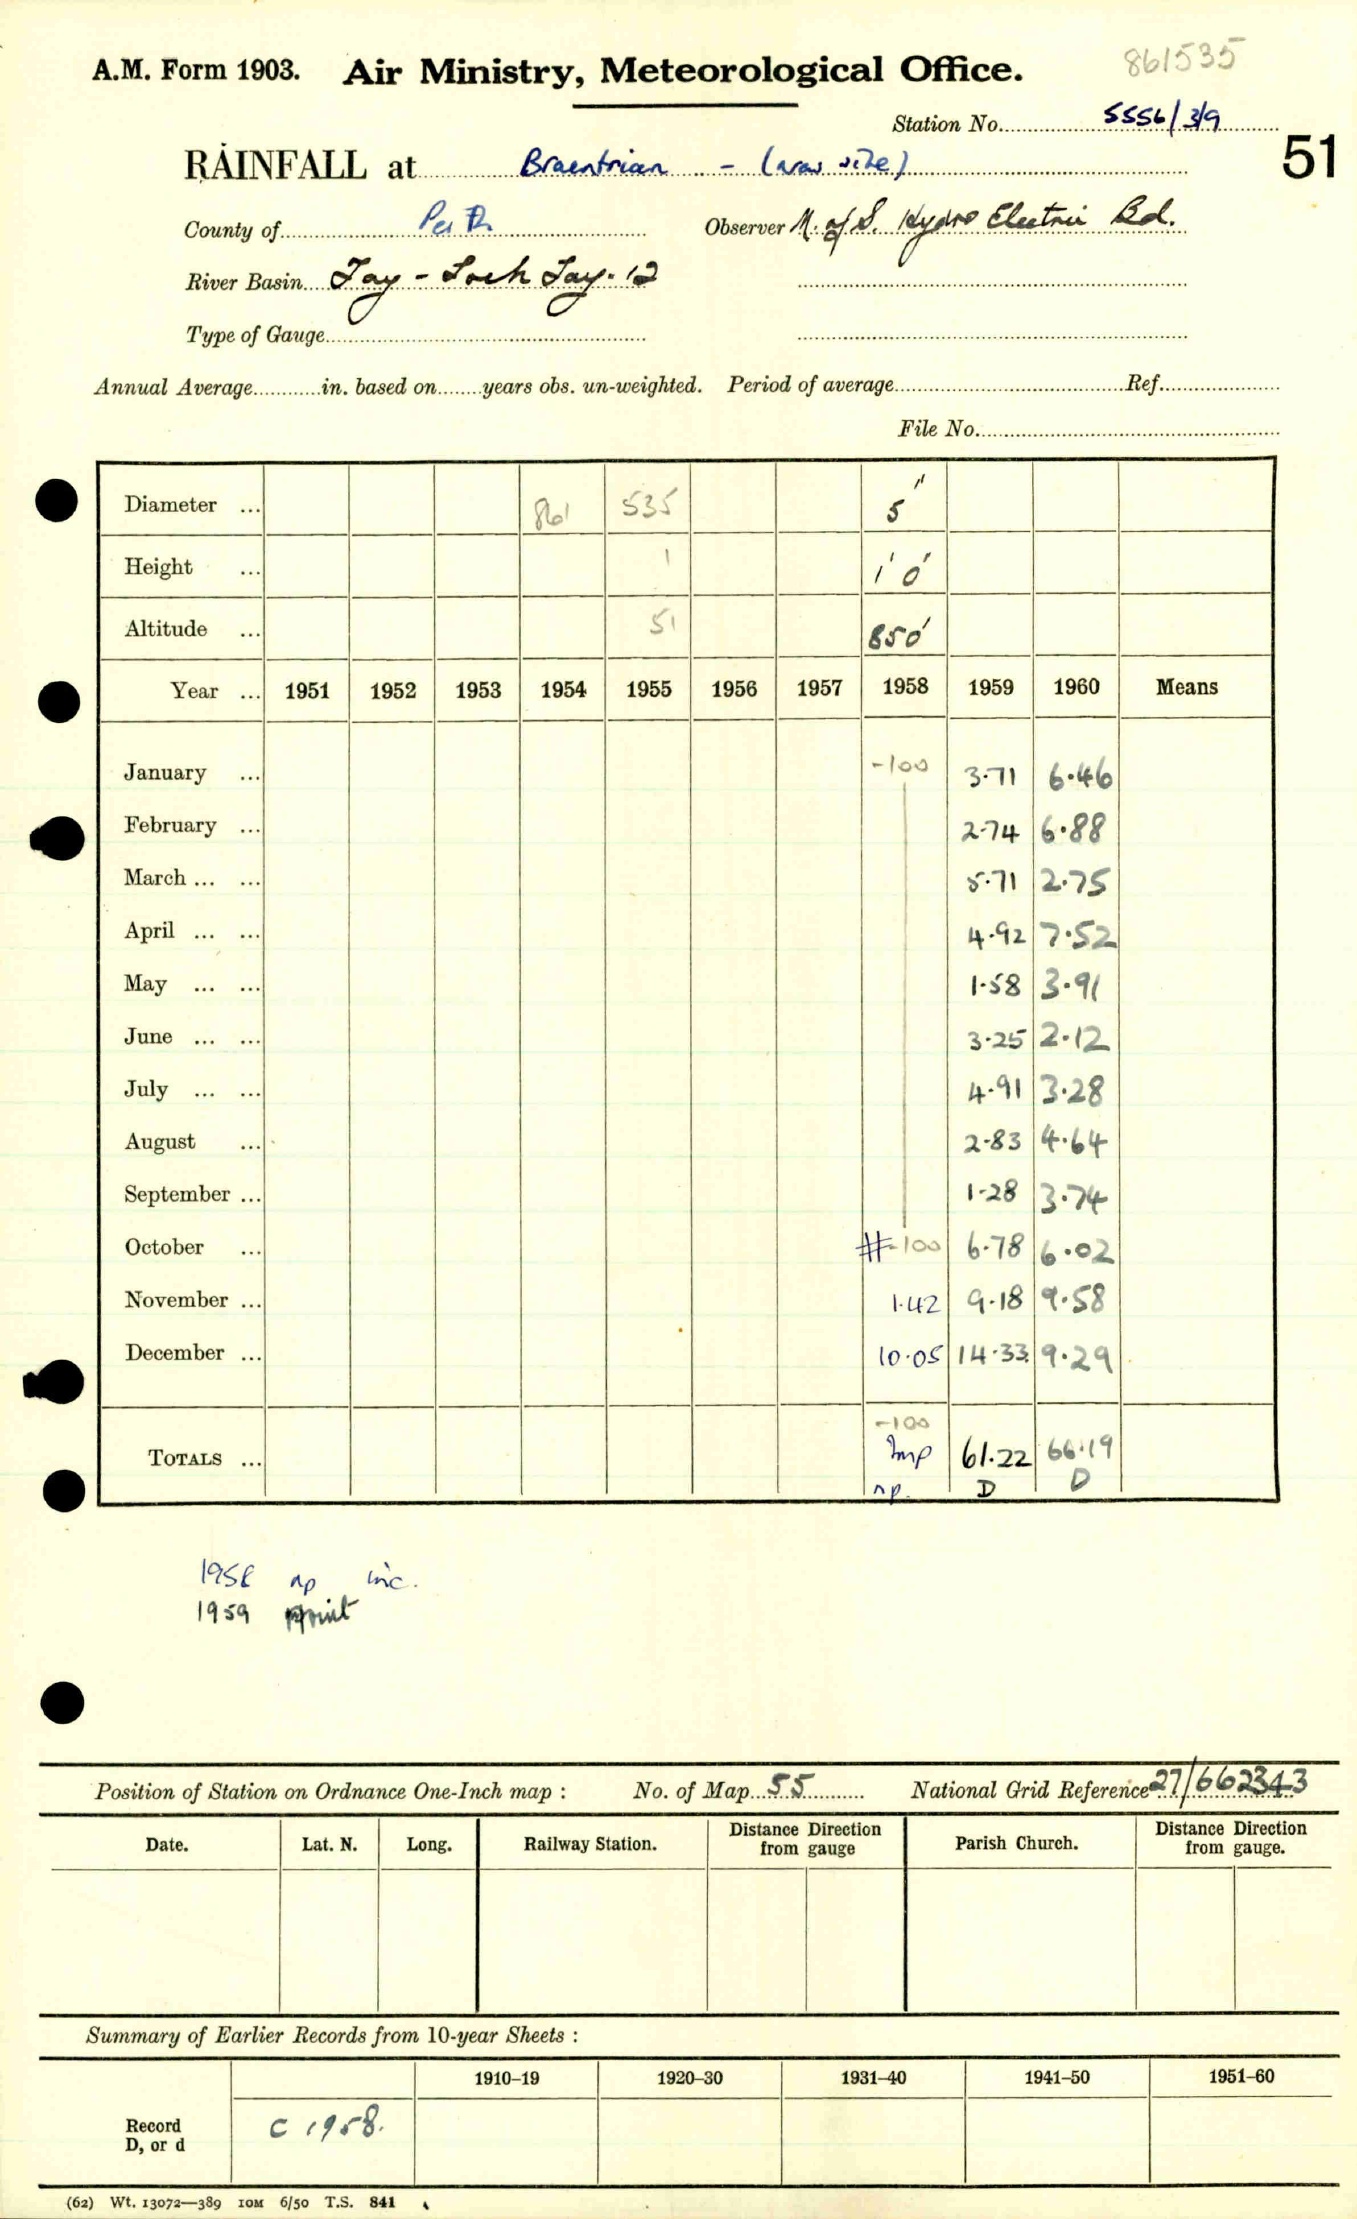 861535
A.M. Form 1903. Air Ministry, Meteorological Office.
Station No. 5556/3/9
51
RAINFALL at Braentrian - (new site)
County of Perth Observer N. of S. Hydro Electric Bd.
River Basin Tay - Loch Tay. 12
Type of Gauge
Annual Average in. based on years obs. un-weighted. Period of average Ref.
File No.
Diameter ... 861 535 5"
Height ... 1 1' 0"
Altitude ... 51 850'
Year ... 1951 1952 1953 1954 1955 1956 1957 1958 1959 1960 Means
January ... -100 3.71 6.46
February ... 2.74 6.88
March ... ... 5.71 2.75
April ... ... 4.92 7.52
May ... ... 1.58 3.91
June ... ... 3.25 2.12
July ... ... 4.91 3.28
August ... 2.83 4.64
September ... 1.28 3.74
October ... # -100 6.78 6.02
November ... 1.42 9.18 9.58
December ... 10.05 14.33 9.29
-100
TOTALS ... Imp 61.22 66.19
np. D D
1958 np inc.
1959 print
Position of Station on Ordnance One-Inch map : No. of Map 55 National Grid Reference 27/662343
Date. Lat. N. Long. Railway Station. Distance from Direction gauge Parish Church. Distance from Direction gauge.
Summary of Earlier Records from 10-year Sheets :
1910–19 1920–30 1931–40 1941–50 1951–60
Record D, or d C 1958.
(62) Wt. 13072—389 10M 6/50 T.S. 841